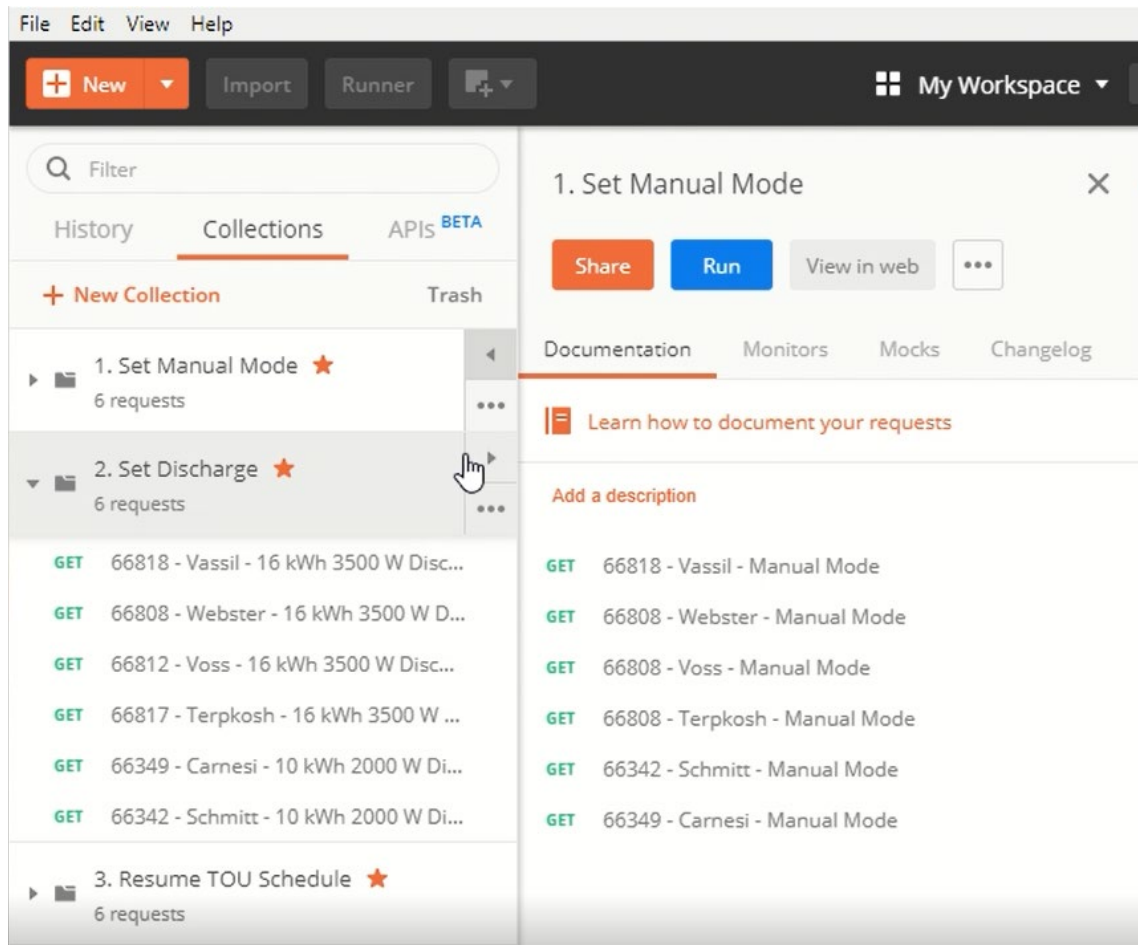 File Edit View Help
New Import Runner My Workspace
Filter
History Collections APIs BETA
+ New Collection Trash
1. Set Manual Mode
6 requests
2. Set Discharge
6 requests
GET 66818 - Vassil - 16 kWh 3500 W Disc...
GET 66808 - Webster - 16 kWh 3500 W D...
GET 66812 - Voss - 16 kWh 3500 W Disc...
GET 66817 - Terpkosh - 16 kWh 3500 W ...
GET 66349 - Carnesi - 10 kWh 2000 W Di...
GET 66342 - Schmitt - 10 kWh 2000 W Di...
3. Resume TOU Schedule
6 requests
1. Set Manual Mode
Share Run View in web
Documentation Monitors Mocks Changelog
Learn how to document your requests
Add a description
GET 66818 - Vassil - Manual Mode
GET 66808 - Webster - Manual Mode
GET 66808 - Voss - Manual Mode
GET 66808 - Terpkosh - Manual Mode
GET 66342 - Schmitt - Manual Mode
GET 66349 - Carnesi - Manual Mode